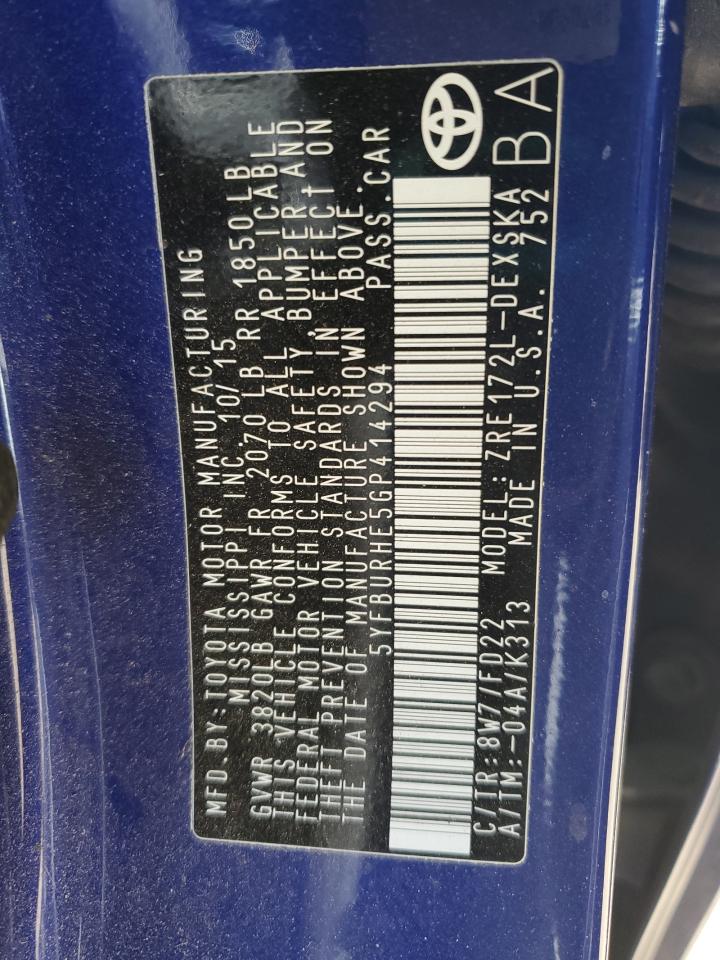 MFD.BY:TOYOTA MOTOR MANUFACTURING
MISSISSIPPI INC. 10/15
GVWR 3820LB GAWR FR 2070 LB RR 1850LB
THIS VEHICLE CONFORMS TO ALL APPLICABLE
FEDERAL MOTOR VEHICLE SAFETY, BUMPER AND
THEFT PREVENTION STANDARDS IN EFFECT ON
THE DATE OF MANUFACTURE SHOWN ABOVE.
5YFBURHE5GP414294 PASS.CAR
C/TR:8W7/FD22 MODEL:ZRE172L-DEXSKA
A/TM:-04A/K313 MADE IN U.S.A. 752
BA